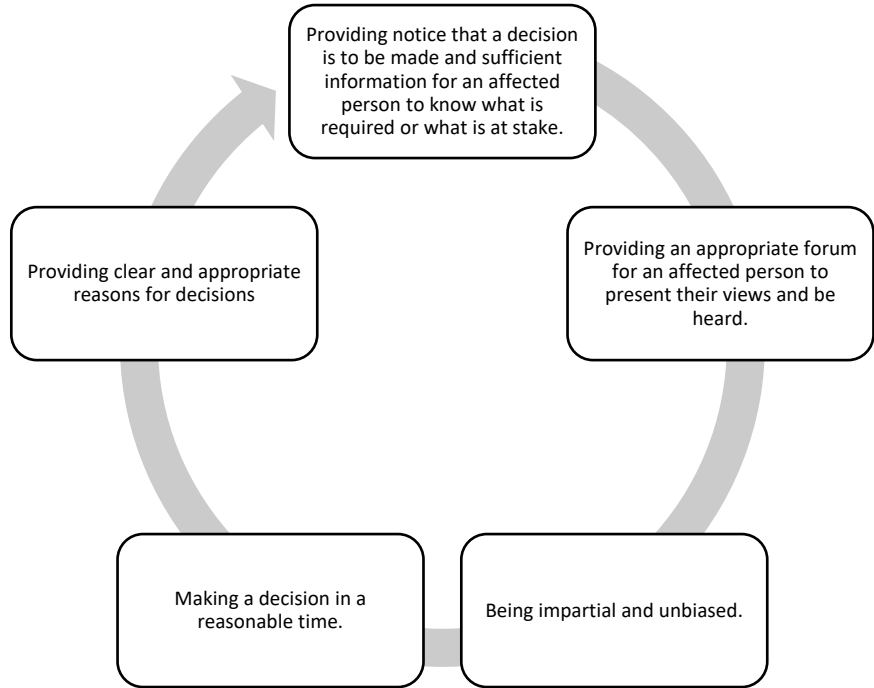 Providing notice that a decision
is to be made and sufficient
information for an affected
person to know what is
required or what is at stake.
Providing an appropriate forum
for an affected person to
present their views and be
heard.
Being impartial and unbiased.
Making a decision in a
reasonable time.
Providing clear and appropriate
reasons for decisions